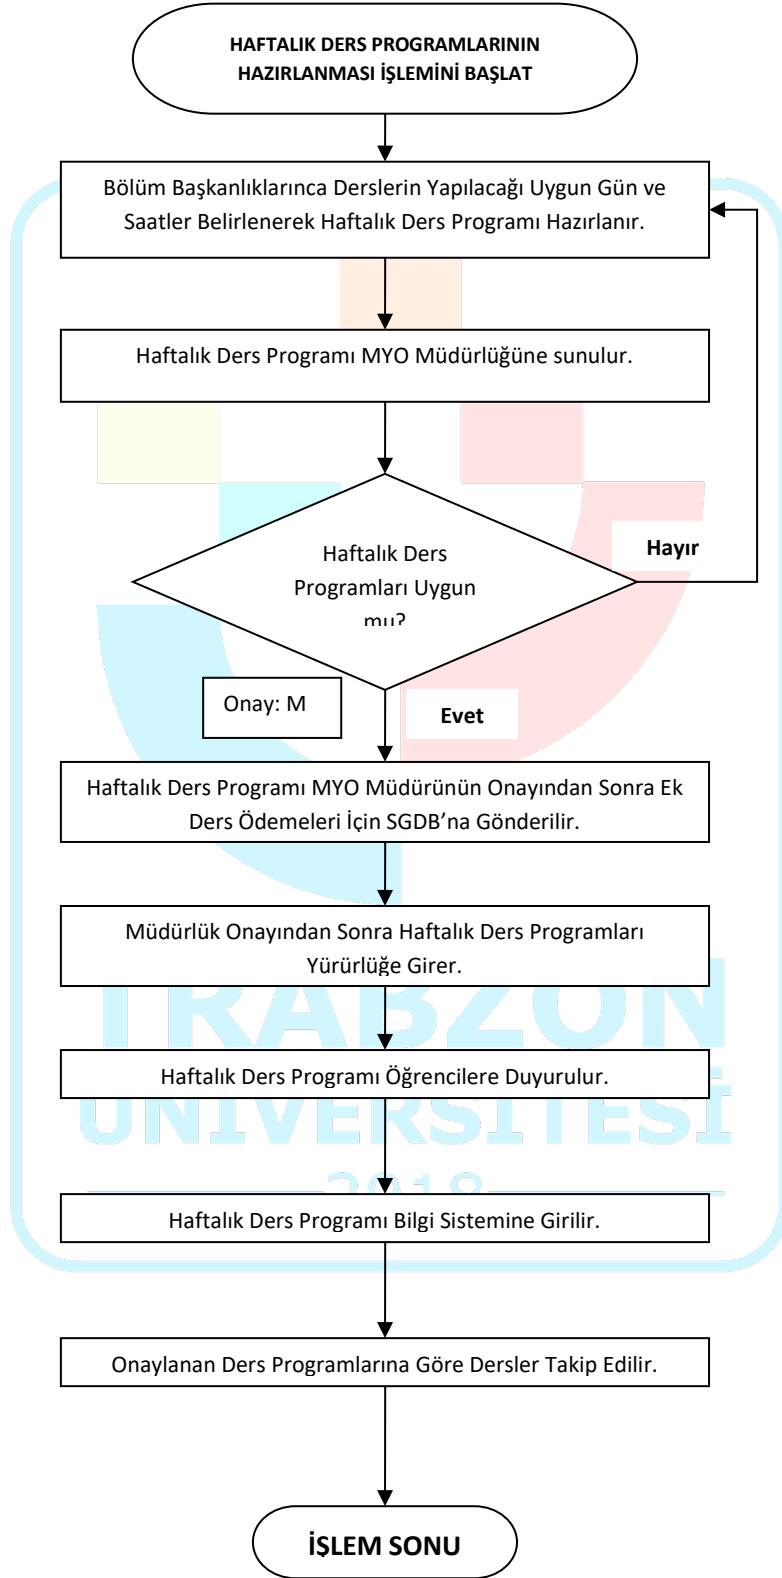 HAFTALIK DERS PROGRAMLARININ
HAZIRLANMASI İŞLEMİNİ BAŞLAT
Bölüm Başkanlıklarınca Derslerin Yapılacağı Uygun Gün ve
Saatler Belirlenerek Haftalık Ders Programı Hazırlanır.
Haftalık Ders Programı MYO Müdürlüğüne sunulur.
Haftalık Ders
Programları Uygun
mu?
Hayır
Onay: M
Evet
Haftalık Ders Programı MYO Müdürünün Onayından Sonra Ek
Ders Ödemeleri İçin SGDB’na Gönderilir.
Müdürlük Onayından Sonra Haftalık Ders Programları
Yürürlüğe Girer.
TRABZON
Haftalık Ders Programı Öğrencilere Duyurulur.
ÜNİVERSİTESİ
2018
Haftalık Ders Programı Bilgi Sistemine Girilir.
Onaylanan Ders Programlarına Göre Dersler Takip Edilir.
İŞLEM SONU